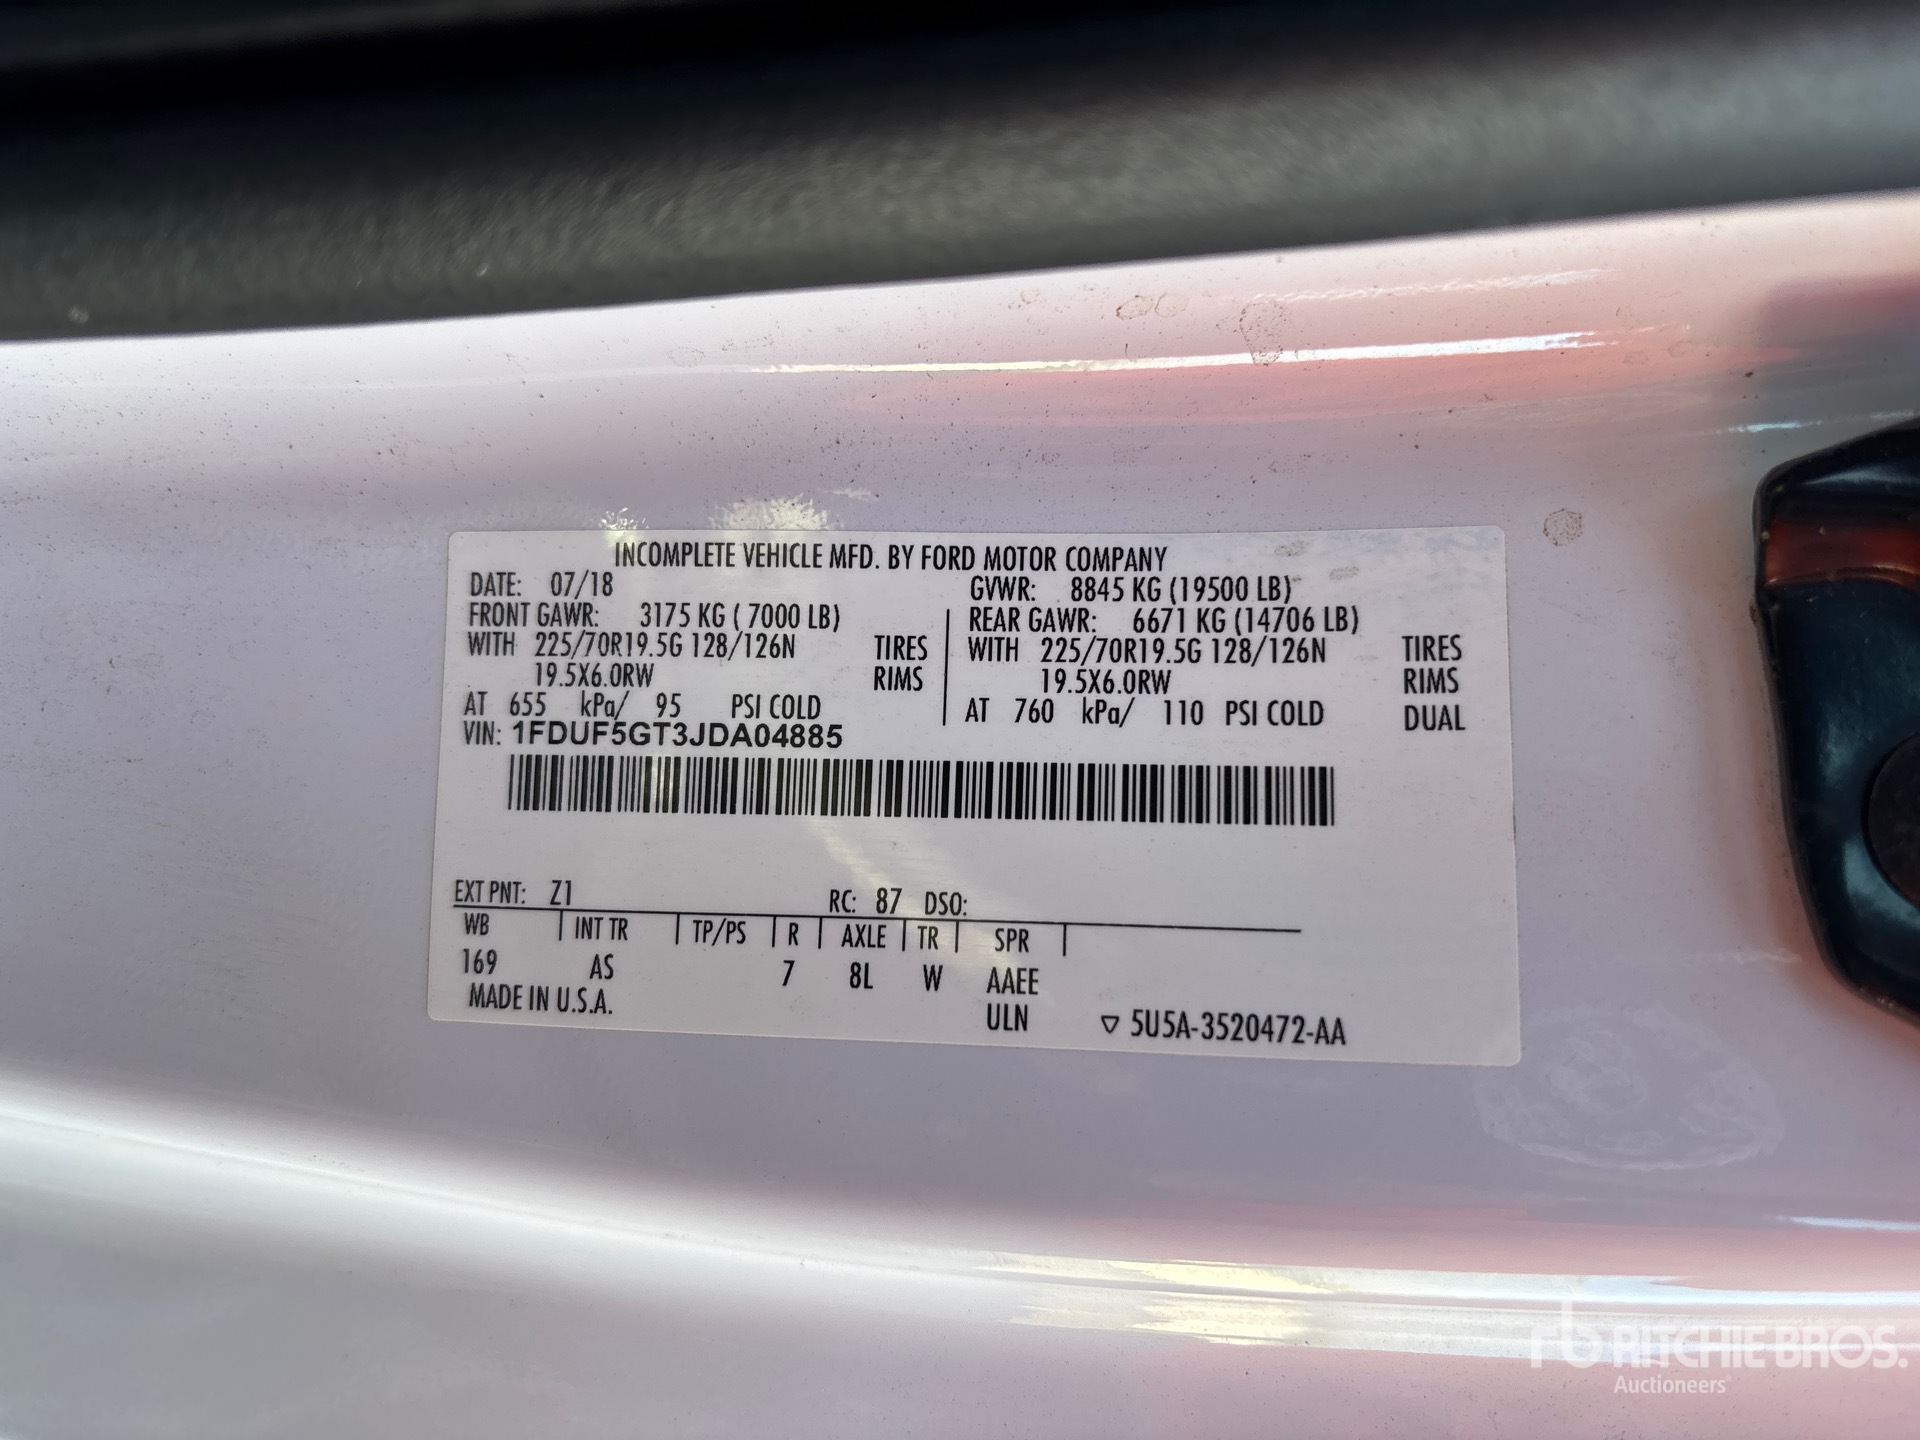 INCOMPLETE VEHICLE MFD. BY FORD MOTOR COMPANY
DATE: 07/18 GVWR: 8845 KG (19500 LB)
FRONT GAWR: 3175 KG ( 7000 LB) REAR GAWR: 6671 KG (14706 LB)
WITH 225/70R19.5G 128/126N TIRES WITH 225/70R19.5G 128/126N TIRES
19.5X6.0RW RIMS 19.5X6.0RW RIMS
AT 655 kPa/ 95 PSI COLD AT 760 kPa/ 110 PSI COLD DUAL
VIN: 1FDUF5GT3JDA04885
EXT PNT: Z1 RC: 87 DSO:
WB INT TR TP/PS R AXLE TR SPR
169 AS 7 8L W AAEE
MADE IN U.S.A. ULN ▽ 5U5A-3520472-AA
rb RITCHIE BROS.
Auctioneers